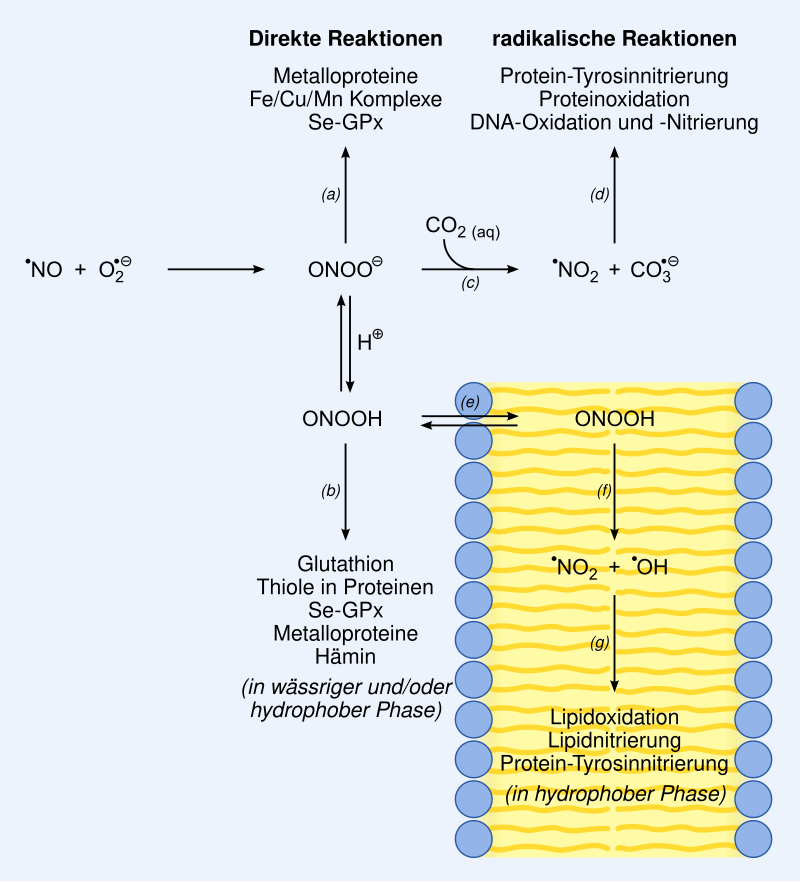 Direkte Reaktionen
radikalische Reaktionen
Metalloproteine
Fe/Cu/Mn Komplexe
Se-GPx
Protein-Tyrosinnitrierung
Proteinoxidation
DNA-Oxidation und -Nitrierung
(a)
(d)
CO₂ (aq)
•NO + O₂•⊖
ONOO⊖
(c)
•NO₂ + CO₃•⊖
H⊕
ONOOH
(e)
ONOOH
(b)
(f)
Glutathion
Thiole in Proteinen
Se-GPx
Metalloproteine
Hämin
(in wässriger und/oder
hydrophober Phase)
•NO₂ + •OH
(g)
Lipidoxidation
Lipidnitrierung
Protein-Tyrosinnitrierung
(in hydrophober Phase)